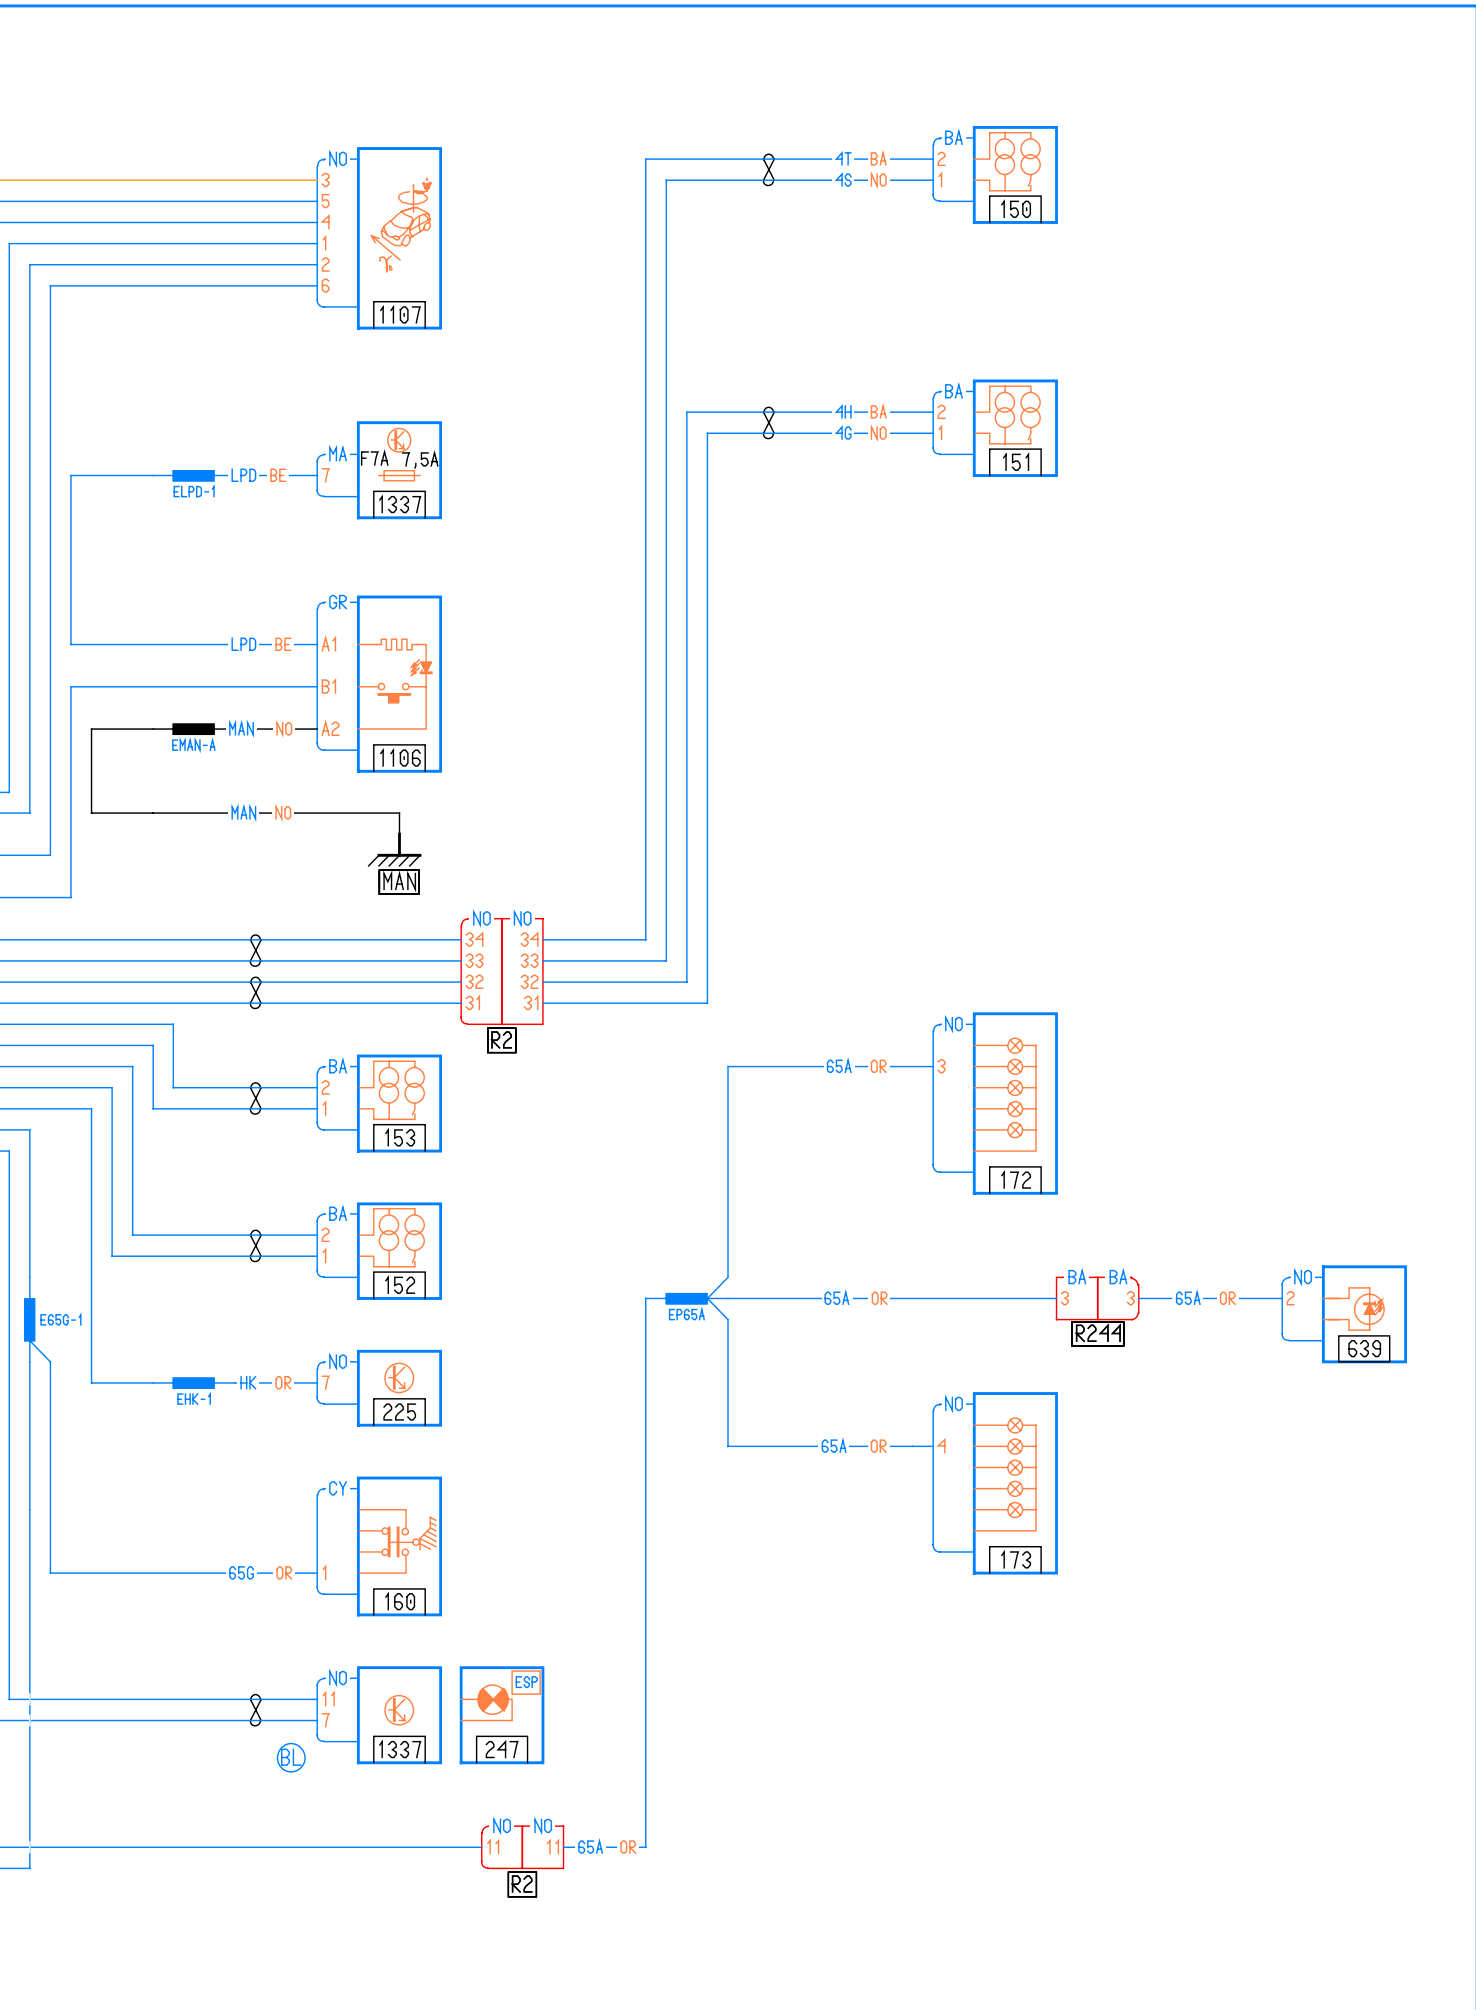 NO
3
5
4
1
2
6
1107
BA
4T BA 2
4S NO 1
150
BA
4H BA 2
4G NO 1
151
MA
F7A 7,5A
LPD BE 7
ELPD-1
1337
GR
LPD BE A1
B1
MAN NO A2
EMAN-A
1106
MAN NO
MAN
NO NO
34 34
33 33
32 32
31 31
R2
BA
2
1
153
NO
65A OR 3
172
BA
2
1
152
E65G-1
EP65A
65A OR
BA BA
3 3
R244
65A OR
NO
2
639
NO
HK OR 7
EHK-1
225
NO
65A OR 4
173
CY
65G OR 1
160
NO
11
7
1337
BL
ESP
247
NO NO
11 11
65A OR
R2